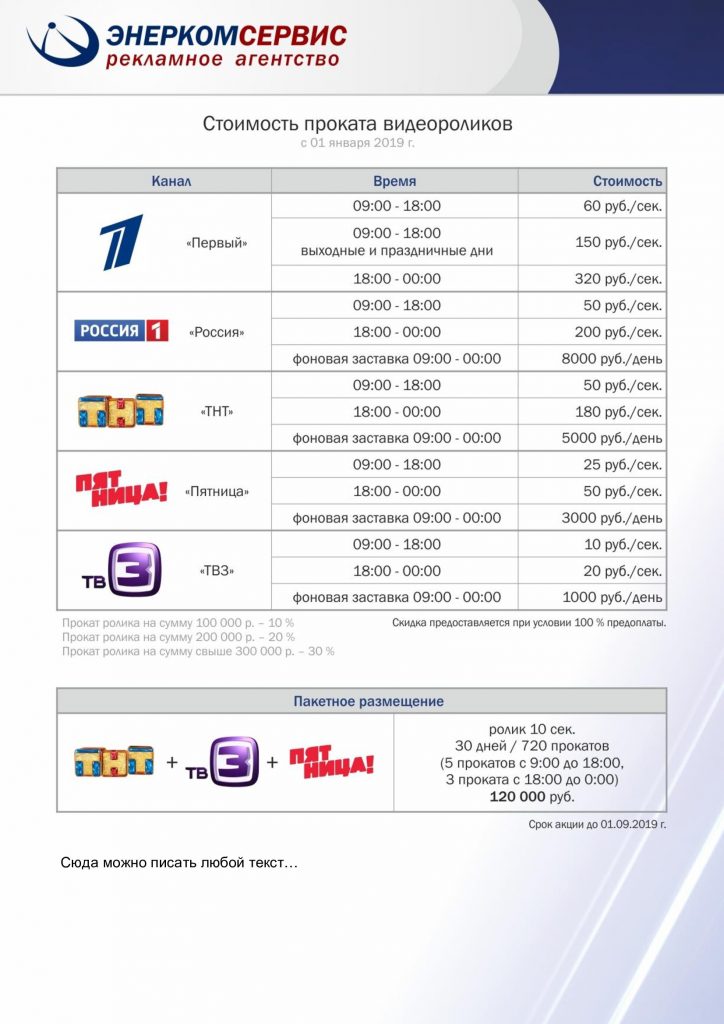 ЭНЕРКОМСЕРВИС
рекламное агентство
Стоимость проката видеороликов
с 01 января 2019 г.
Канал Время Стоимость
1 «Первый»
09:00 - 18:00 60 руб./сек.
09:00 - 18:00
выходные и праздничные дни 150 руб./сек.
18:00 - 00:00 320 руб./сек.
РОССИЯ 1 «Россия»
09:00 - 18:00 50 руб./сек.
18:00 - 00:00 200 руб./сек.
фоновая заставка 09:00 - 00:00 8000 руб./день
ТНТ «ТНТ»
09:00 - 18:00 50 руб./сек.
18:00 - 00:00 180 руб./сек.
фоновая заставка 09:00 - 00:00 5000 руб./день
ПЯТ
НИЦА! «Пятница»
09:00 - 18:00 25 руб./сек.
18:00 - 00:00 50 руб./сек.
фоновая заставка 09:00 - 00:00 3000 руб./день
ТВ 3 «ТВ3»
09:00 - 18:00 10 руб./сек.
18:00 - 00:00 20 руб./сек.
фоновая заставка 09:00 - 00:00 1000 руб./день
Прокат ролика на сумму 100 000 р. – 10 % Скидка предоставляется при условии 100 % предоплаты.
Прокат ролика на сумму 200 000 р. – 20 %
Прокат ролика на сумму свыше 300 000 р. – 30 %
Пакетное размещение
ТНТ + ТВ 3 + ПЯТ
НИЦА!
ролик 10 сек.
30 дней / 720 прокатов
(5 прокатов с 9:00 до 18:00,
3 проката с 18:00 до 0:00)
120 000 руб.
Срок акции до 01.09.2019 г.
Сюда можно писать любой текст…